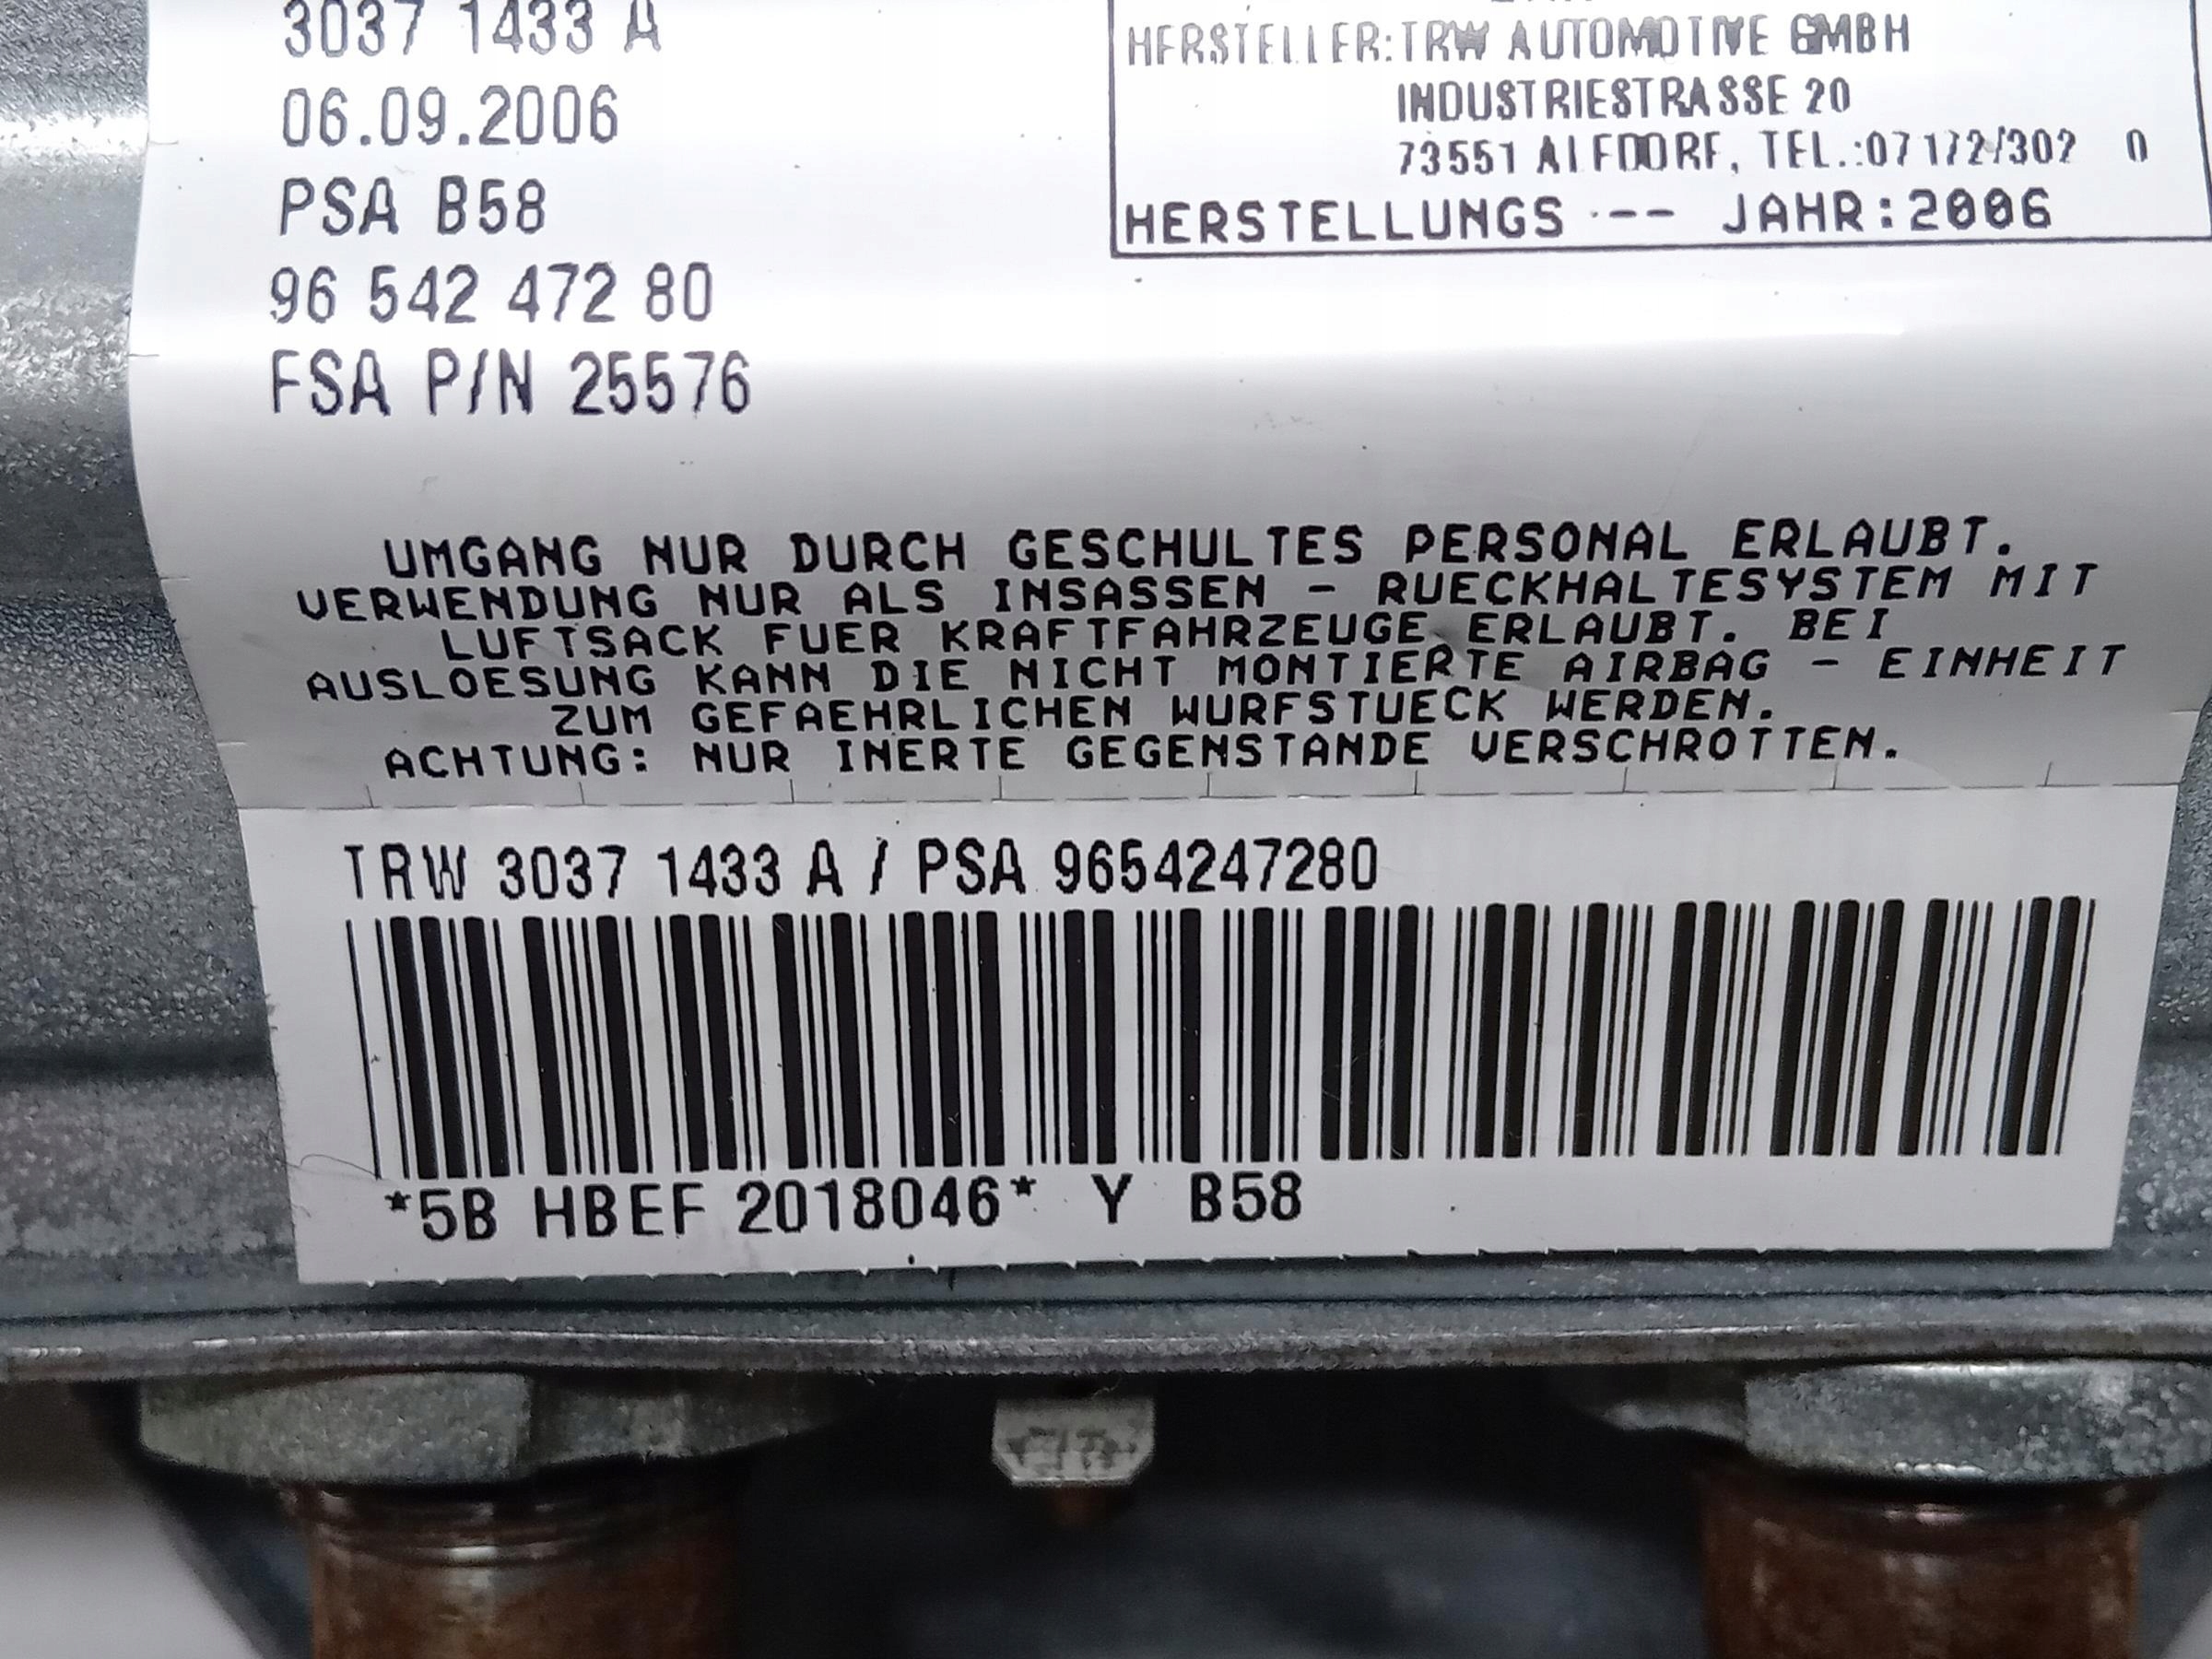 3037 1433 A
06.09.2006
PSA B58
96 542 472 80
FSA P/N 25576
HERSTELLER:TRW AUTOMOTIVE GMBH
INDUSTRIESTRASSE 20
73551 ALFDORF, TEL.:07172/302 0
HERSTELLUNGS -- JAHR:2006
UMGANG NUR DURCH GESCHULTES PERSONAL ERLAUBT.
VERWENDUNG NUR ALS INSASSEN - RUECKHALTESYSTEM MIT
LUFTSACK FUER KRAFTFAHRZEUGE ERLAUBT. BEI
AUSLOESUNG KANN DIE NICHT MONTIERTE AIRBAG - EINHEIT
ZUM GEFAEHRLICHEN WURFSTUECK WERDEN.
ACHTUNG: NUR INERTE GEGENSTANDE VERSCHROTTEN.
TRW 3037 1433 A / PSA 9654247280
*5B HBEF 2018046* Y B58